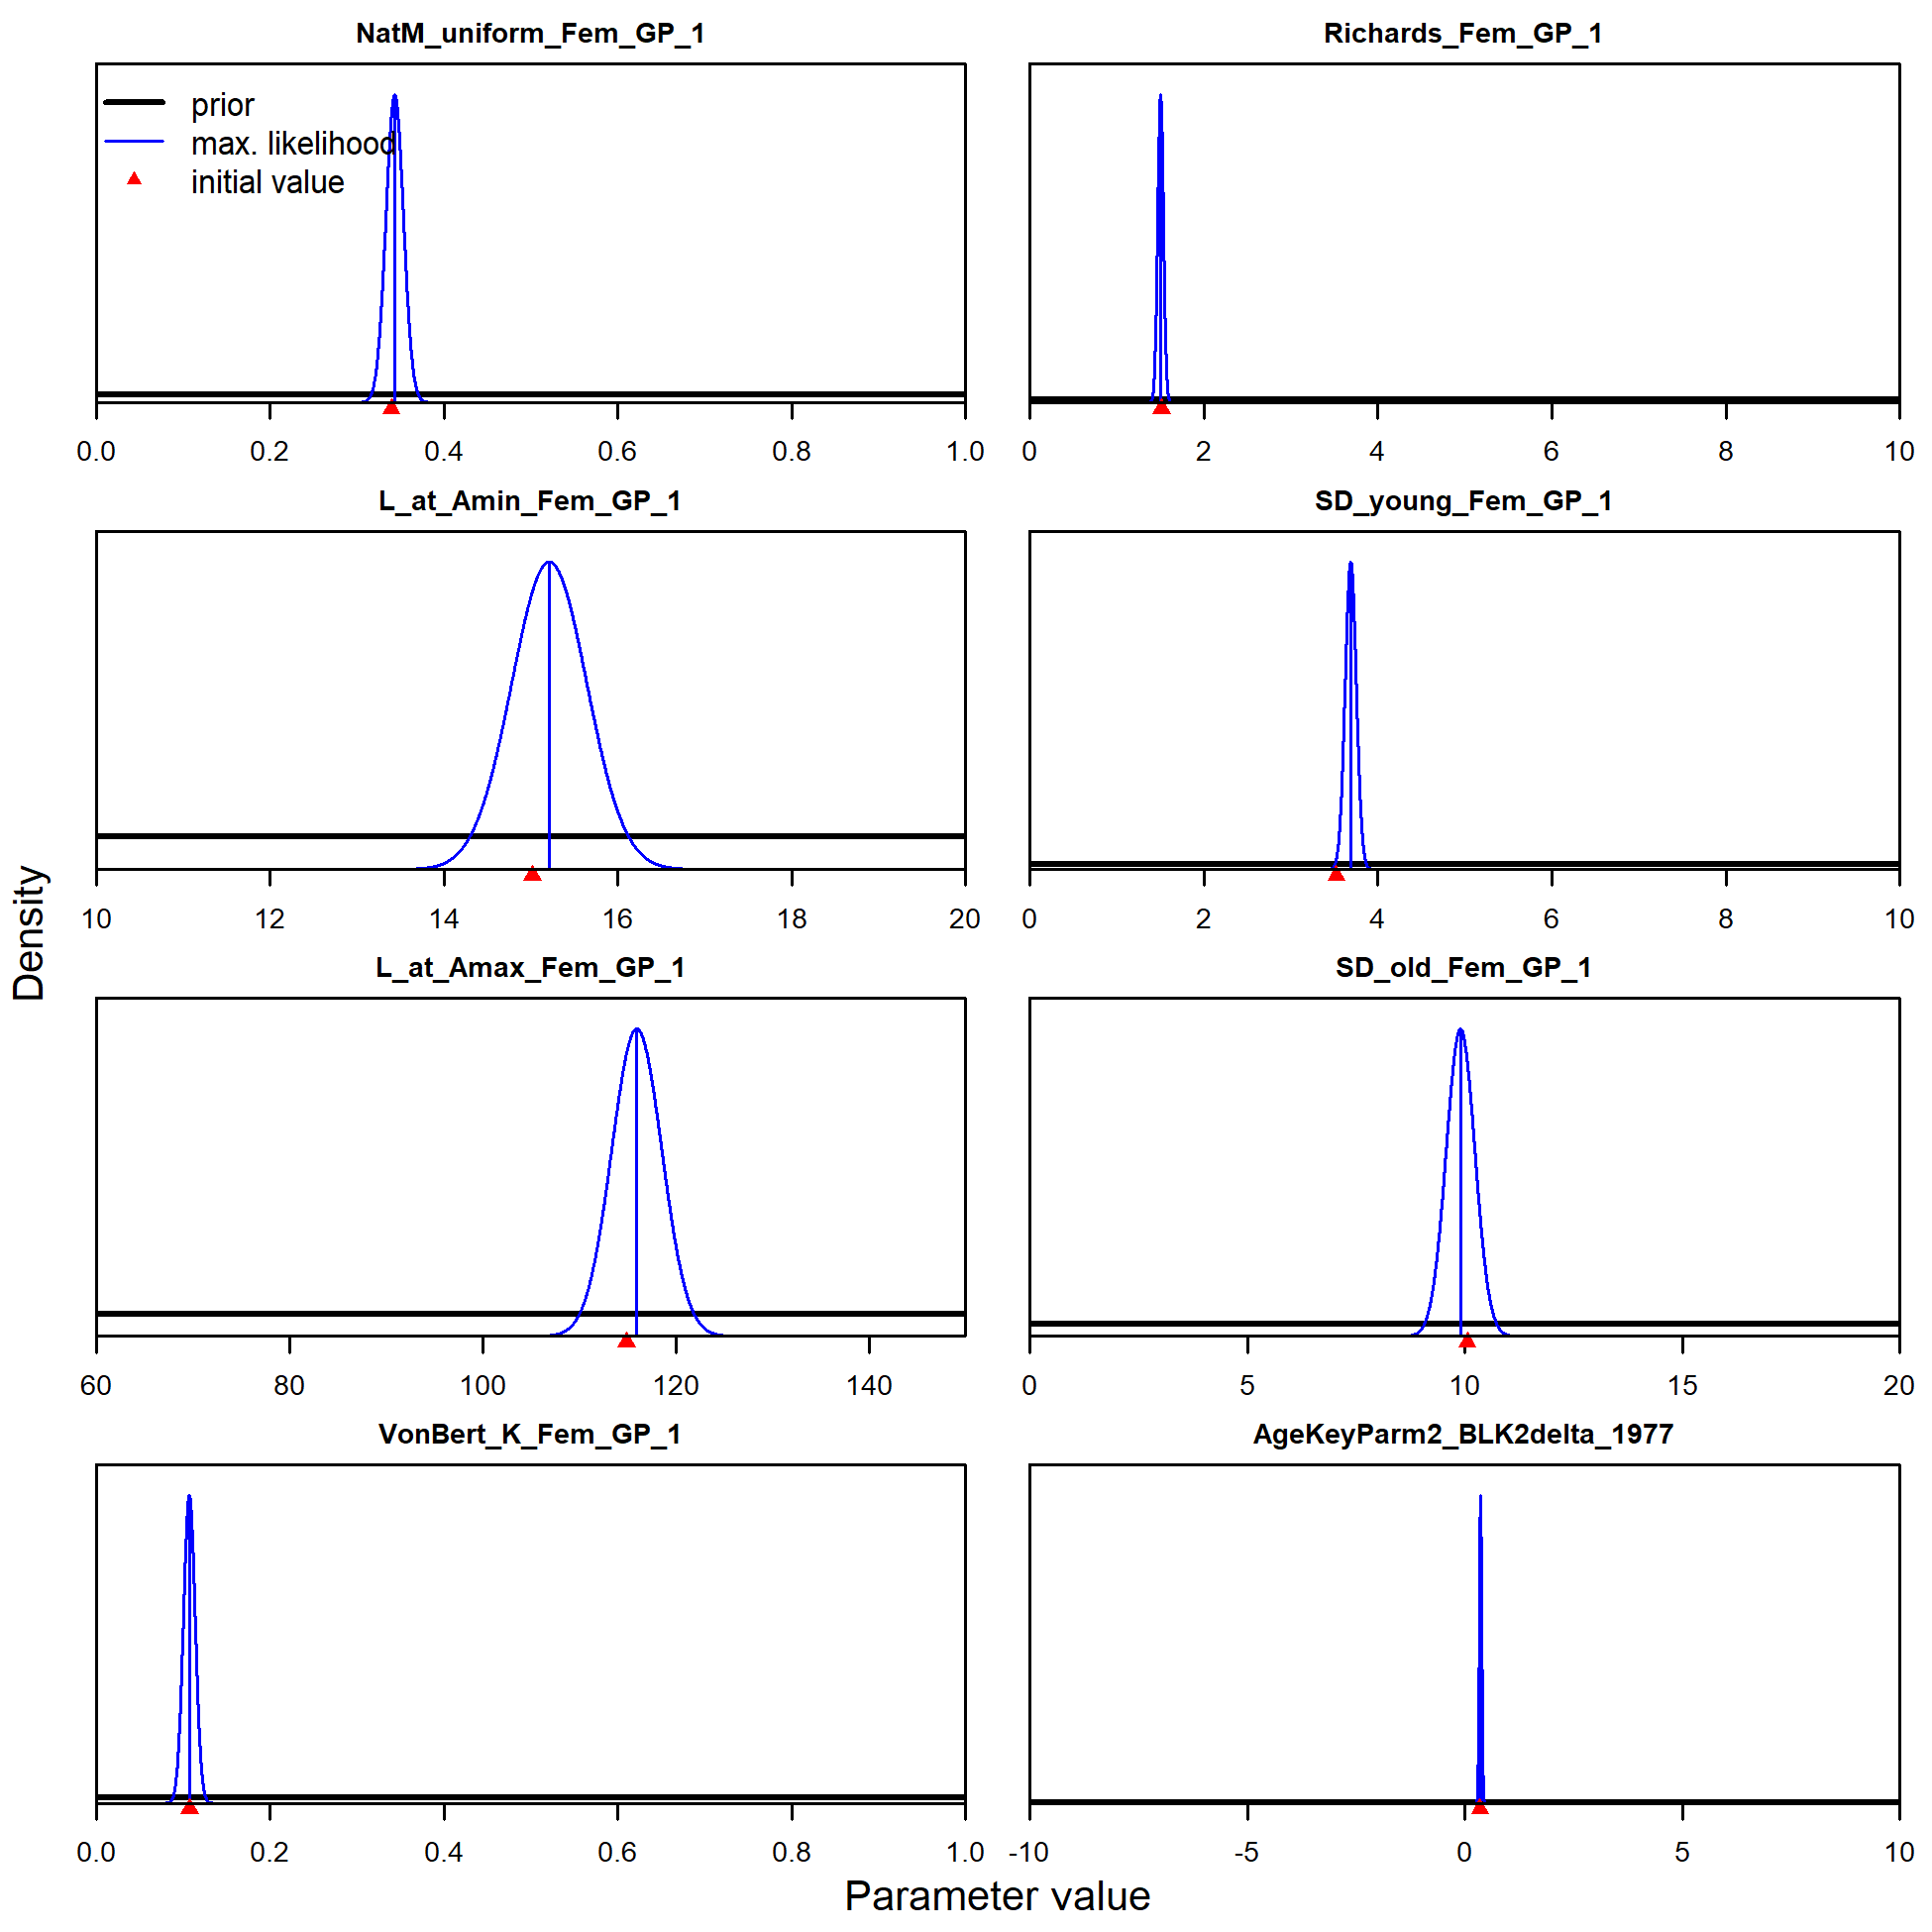 NatM_uniform_Fem_GP_1
prior
max. likelihood
initial value
0.0 0.2 0.4 0.6 0.8 1.0
Richards_Fem_GP_1
0 2 4 6 8 10
L_at_Amin_Fem_GP_1
10 12 14 16 18 20
SD_young_Fem_GP_1
0 2 4 6 8 10
L_at_Amax_Fem_GP_1
60 80 100 120 140
SD_old_Fem_GP_1
0 5 10 15 20
VonBert_K_Fem_GP_1
0.0 0.2 0.4 0.6 0.8 1.0
AgeKeyParm2_BLK2delta_1977
-10 -5 0 5 10
Density
Parameter value